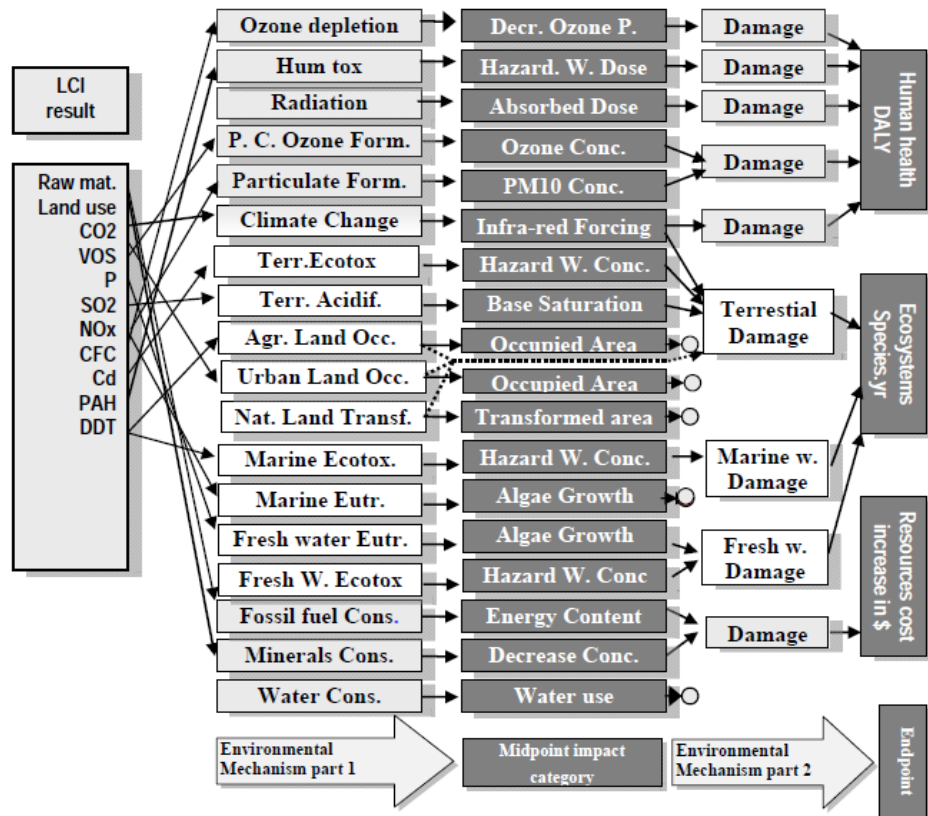 LCI
result
Raw mat.
Land use
CO2
VOS
P
SO2
NOx
CFC
Cd
PAH
DDT
Ozone depletion
Hum tox
Radiation
P. C. Ozone Form.
Particulate Form.
Climate Change
Terr.Ecotox
Terr. Acidif.
Agr. Land Occ.
Urban Land Occ.
Nat. Land Transf.
Marine Ecotox.
Marine Eutr.
Fresh water Eutr.
Fresh W. Ecotox
Fossil fuel Cons.
Minerals Cons.
Water Cons.
Decr. Ozone P.
Hazard. W. Dose
Absorbed Dose
Ozone Conc.
PM10 Conc.
Infra-red Forcing
Hazard W. Conc.
Base Saturation
Occupied Area
Occupied Area
Transformed area
Hazard W. Conc.
Algae Growth
Algae Growth
Hazard W. Conc
Energy Content
Decrease Conc.
Water use
Damage
Damage
Damage
Damage
Damage
Terrestial
Damage
Marine w.
Damage
Fresh w.
Damage
Damage
Human health
DALY
Ecosystems
Species.yr
Resources cost
increase in $
Environmental
Mechanism part 1
Midpoint impact
category
Environmental
Mechanism part 2
Endpoint